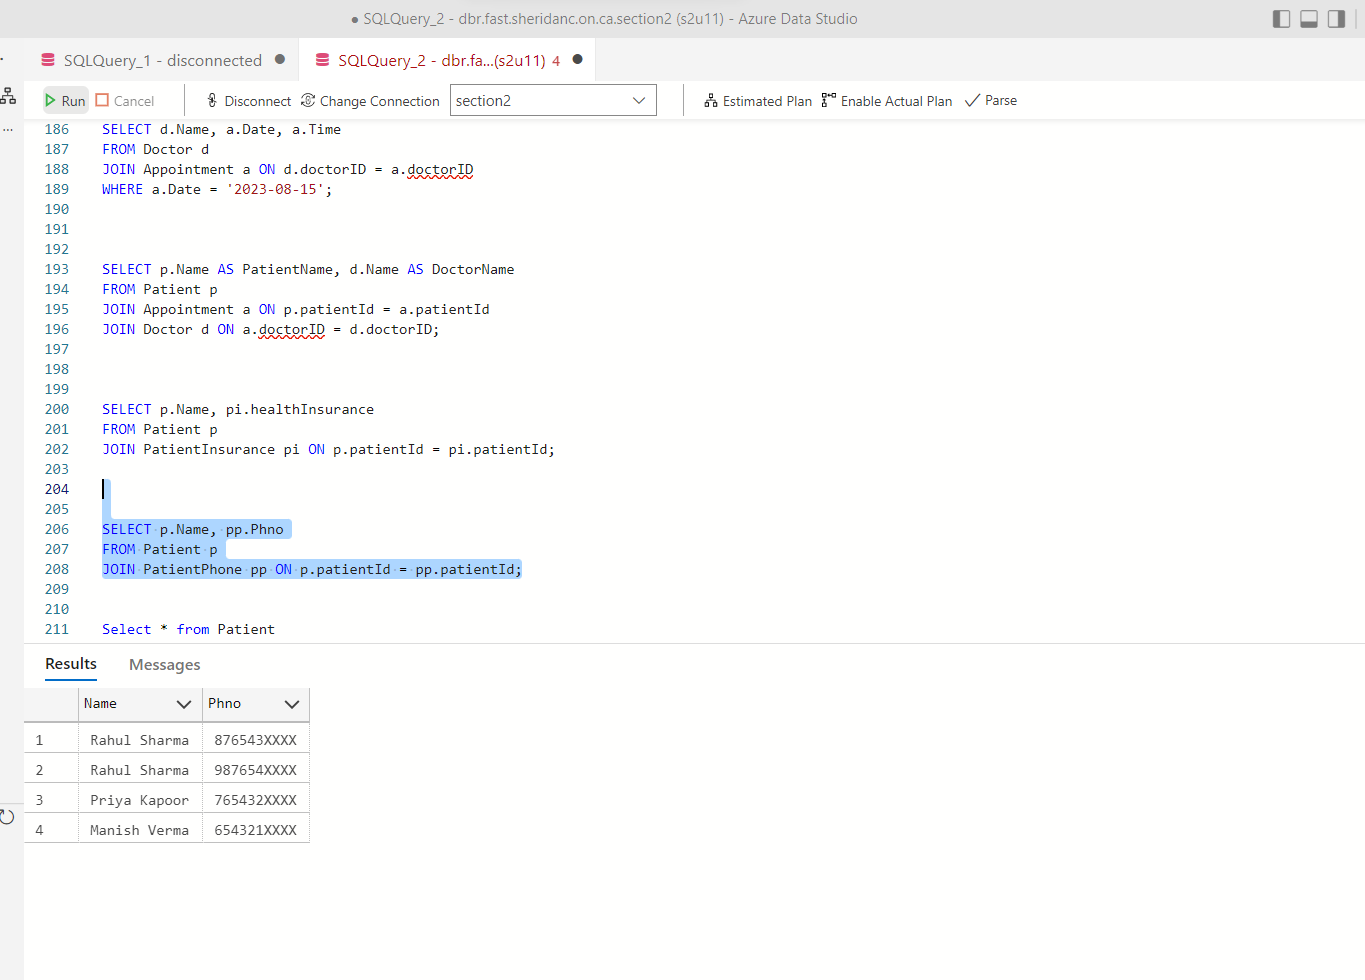 ● SQLQuery_2 - dbr.fast.sheridanc.on.ca.section2 (s2u11) - Azure Data Studio
SQLQuery_1 - disconnected ● SQLQuery_2 - dbr.fa...(s2u11) 4 ●
Run Cancel Disconnect Change Connection section2 Estimated Plan Enable Actual Plan Parse
186 SELECT d.Name, a.Date, a.Time
187 FROM Doctor d
188 JOIN Appointment a ON d.doctorID = a.doctorID
189 WHERE a.Date = '2023-08-15';
190
191
192
193 SELECT p.Name AS PatientName, d.Name AS DoctorName
194 FROM Patient p
195 JOIN Appointment a ON p.patientId = a.patientId
196 JOIN Doctor d ON a.doctorID = d.doctorID;
197
198
199
200 SELECT p.Name, pi.healthInsurance
201 FROM Patient p
202 JOIN PatientInsurance pi ON p.patientId = pi.patientId;
203
204
205
206 SELECT p.Name, pp.Phno
207 FROM Patient p
208 JOIN PatientPhone pp ON p.patientId = pp.patientId;
209
210
211 Select * from Patient
Results Messages
Name Phno
1 Rahul Sharma 876543XXXX
2 Rahul Sharma 987654XXXX
3 Priya Kapoor 765432XXXX
4 Manish Verma 654321XXXX